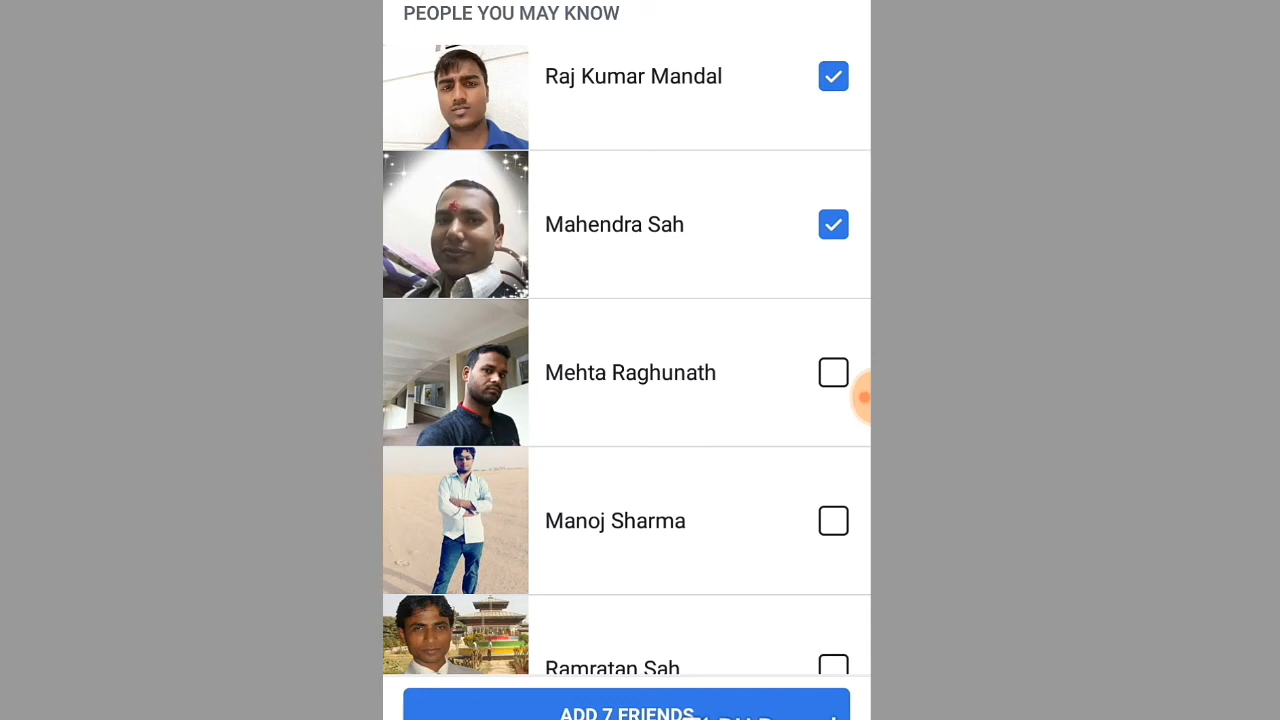 PEOPLE YOU MAY KNOW
Raj Kumar Mandal
Mahendra Sah
Mehta Raghunath
Manoj Sharma
Ramratan Sah
ADD 7 FRIENDS